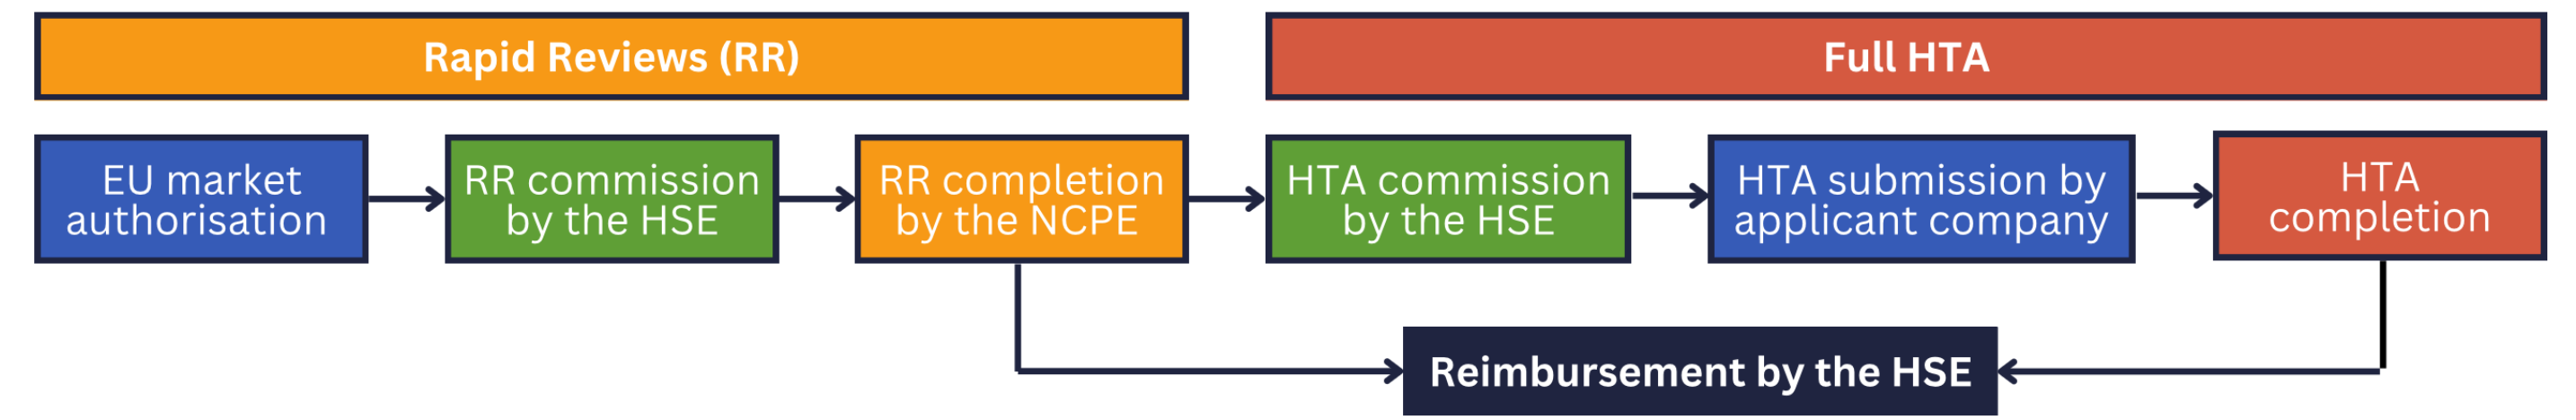 Rapid Reviews (RR)
Full HTA
EU market
authorisation
RR commission
by the HSE
RR completion
by the NCPE
HTA commission
by the HSE
HTA submission by
applicant company
HTA
completion
Reimbursement by the HSE